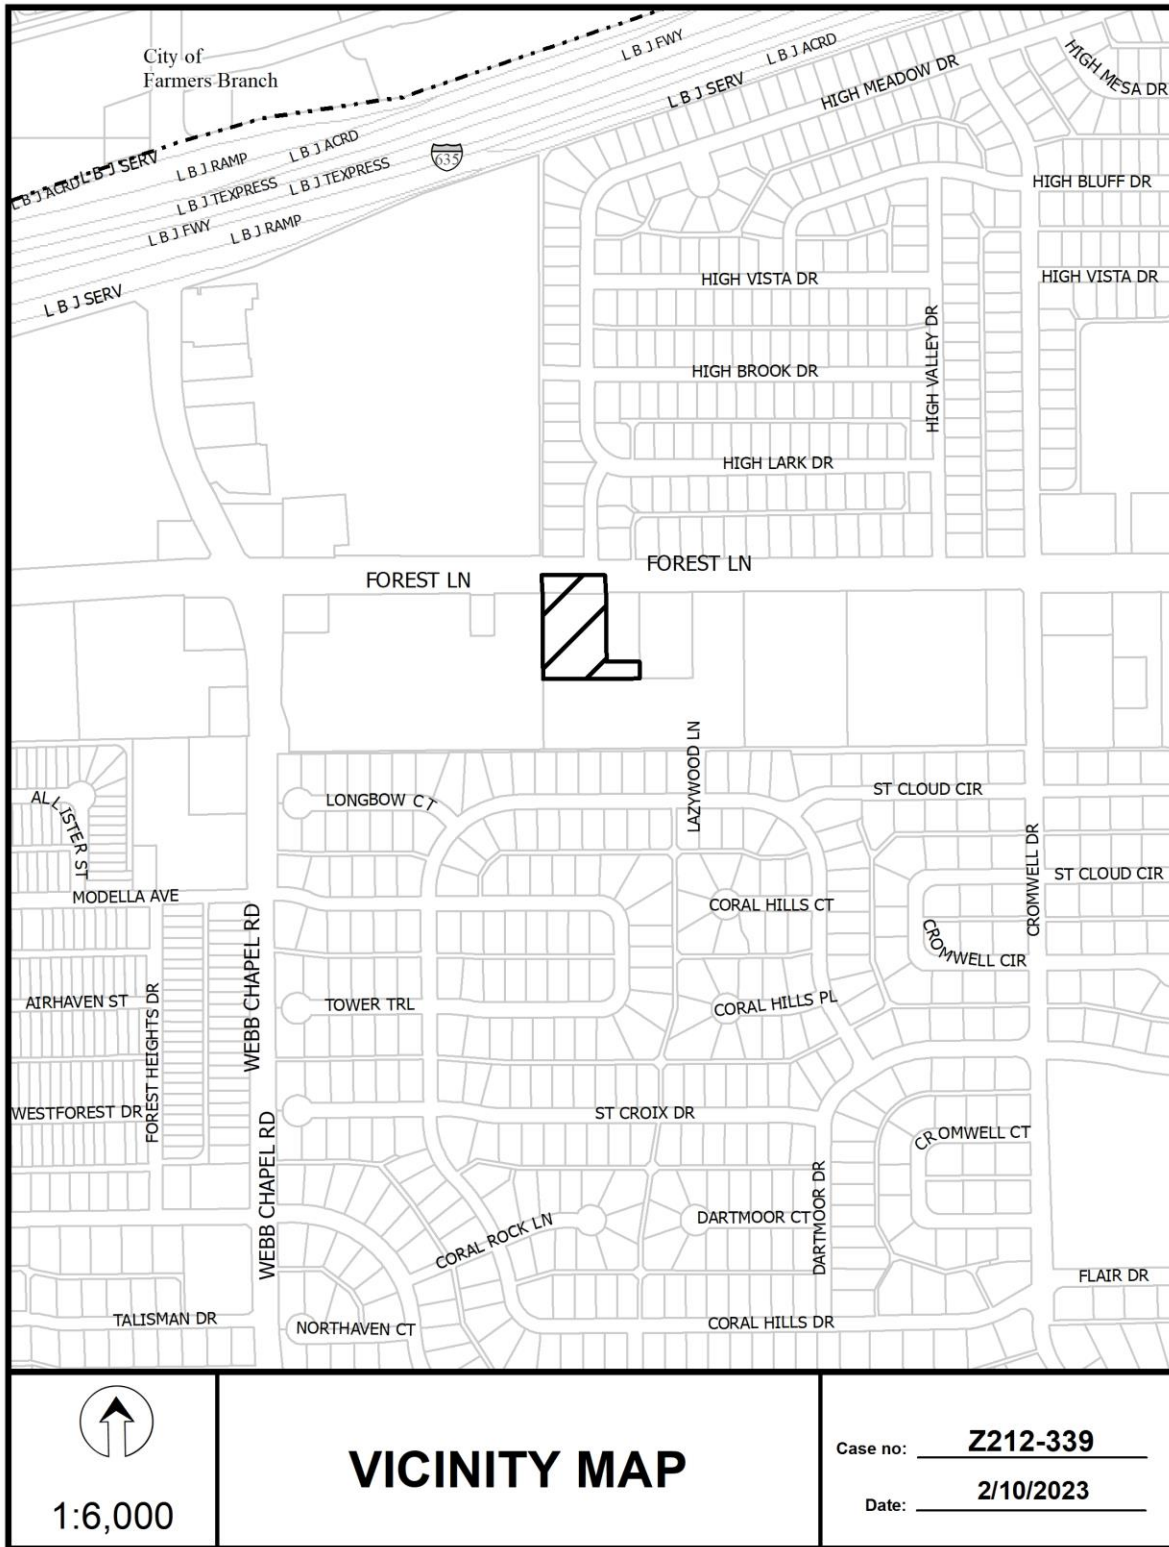 City of
Farmers Branch
L B J FWY
L B J ACRD
L B J SERV
HIGH MEADOW DR
HIGH MESA DR
L B J SERV
L B J ACRD
L B J RAMP
L B J ACRD
635
L B J TEXPRESS
L B J TEXPRESS
L B J FWY
L B J RAMP
L B J SERV
HIGH BLUFF DR
HIGH VISTA DR
HIGH VISTA DR
HIGH BROOK DR
HIGH VALLEY DR
HIGH LARK DR
FOREST LN
FOREST LN
LAZYWOOD LN
ST CLOUD CIR
LONGBOW CT
ALLISTER ST
MODELLA AVE
CROMWELL DR
ST CLOUD CIR
CORAL HILLS CT
WEBB CHAPEL RD
CROMWELL CIR
AIRHAVEN ST
FOREST HEIGHTS DR
TOWER TRL
CORAL HILLS PL
WESTFOREST DR
ST CROIX DR
CROMWELL CT
WEBB CHAPEL RD
CORAL ROCK LN
DARTMOOR CT
DARTMOOR DR
FLAIR DR
TALISMAN DR
NORTHAVEN CT
CORAL HILLS DR
1:6,000
VICINITY MAP
Case no: Z212-339
Date: 2/10/2023